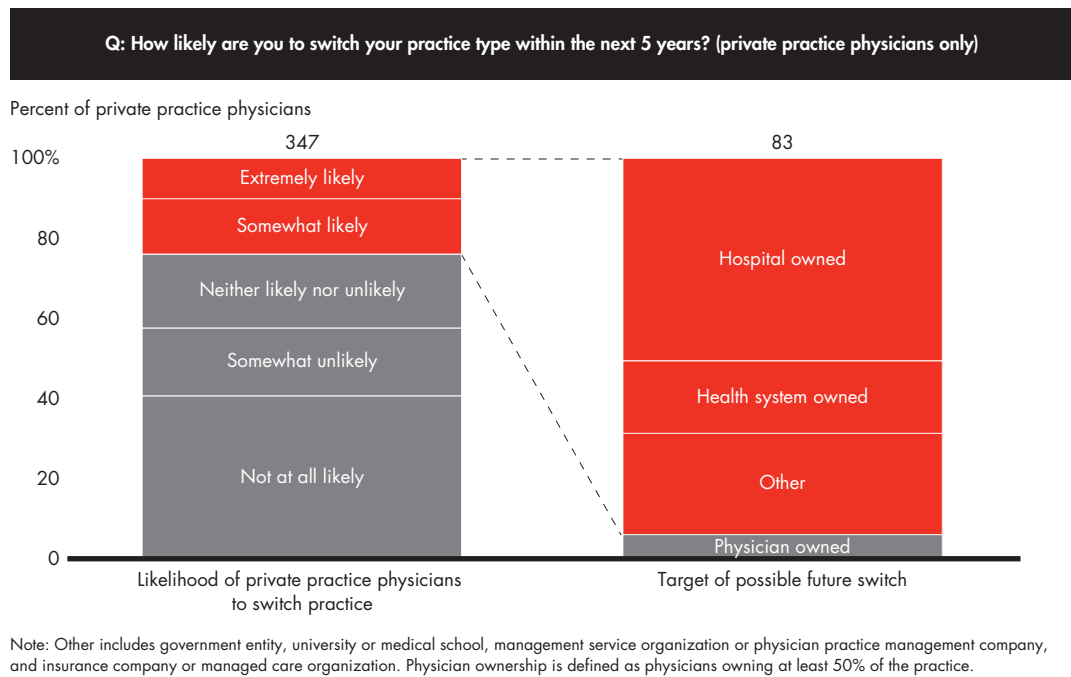 Q: How likely are you to switch your practice type within the next 5 years? (private practice physicians only)
Percent of private practice physicians
347
83
100%
80
60
40
20
0
Extremely likely
Somewhat likely
Neither likely nor unlikely
Somewhat unlikely
Not at all likely
Hospital owned
Health system owned
Other
Physician owned
Likelihood of private practice physicians
to switch practice
Target of possible future switch
Note: Other includes government entity, university or medical school, management service organization or physician practice management company,
and insurance company or managed care organization. Physician ownership is defined as physicians owning at least 50% of the practice.